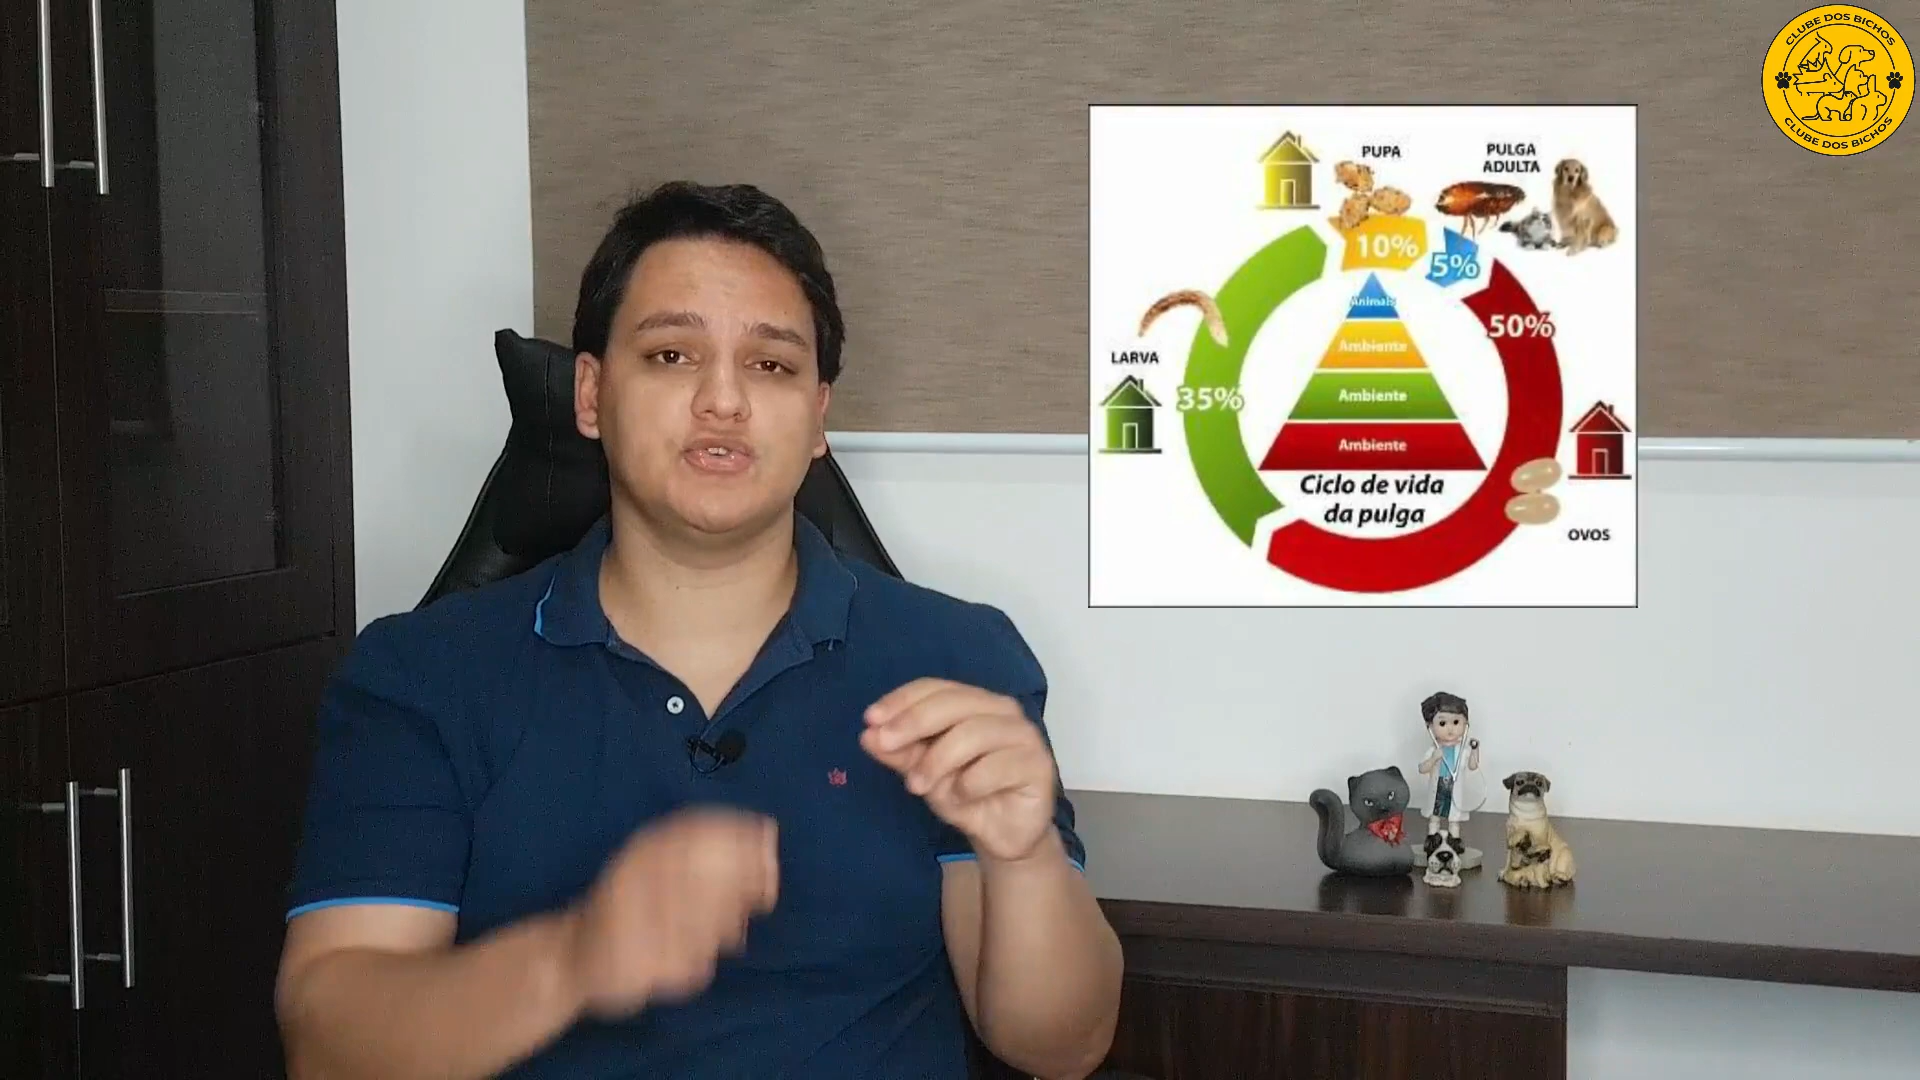 CLUBE DOS BICHOS
CLUBE DOS BICHOS
PUPA
PULGA
ADULTA
10%
5%
Animais
50%
Ambiente
LARVA
35%
Ambiente
Ambiente
Ciclo de vida
da pulga
OVOS